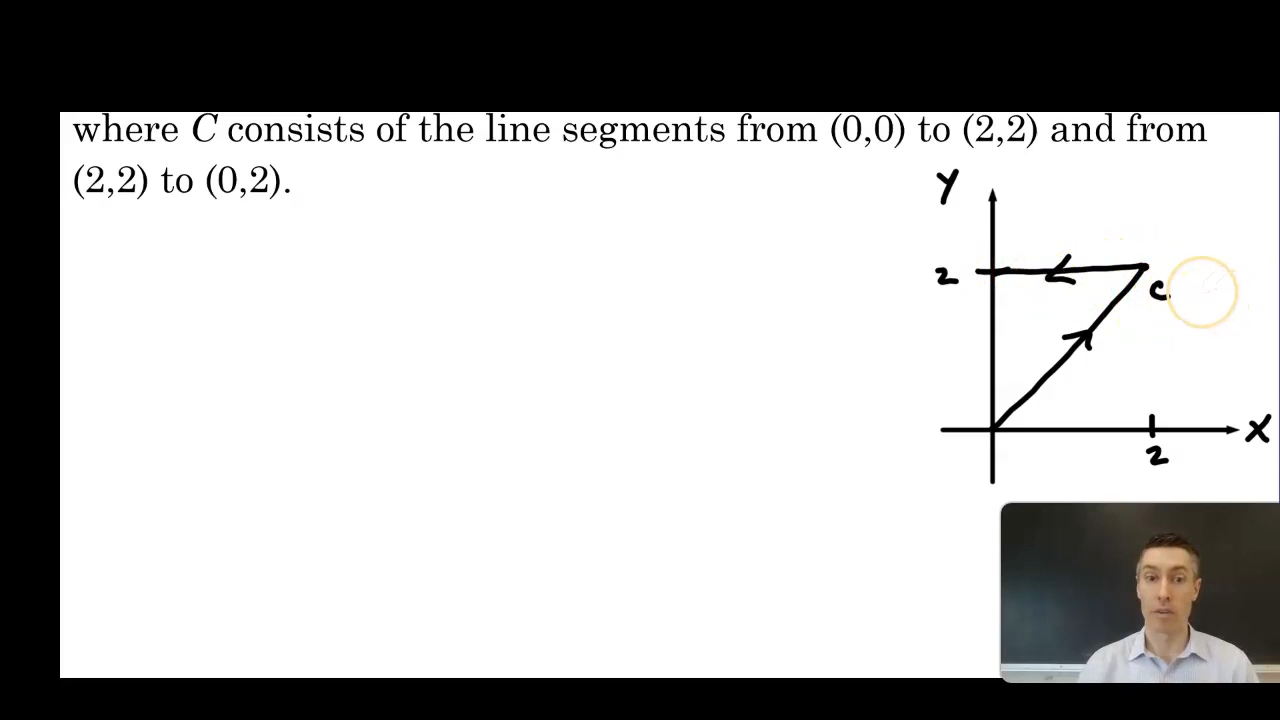 where C consists of the line segments from (0,0) to (2,2) and from
(2,2) to (0,2).
Y
2
C
X
2